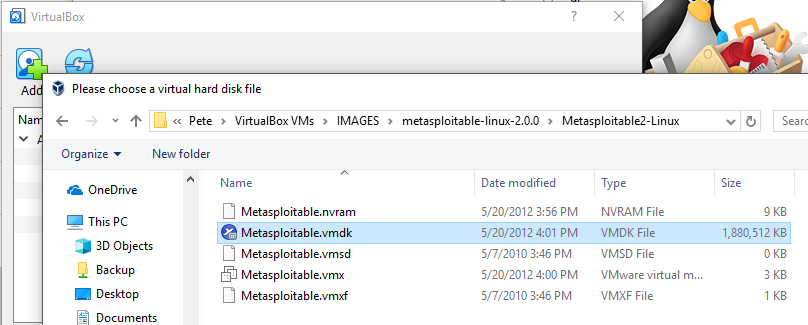 VirtualBox ? ×
Add
Nam
Please choose a virtual hard disk file
« Pete > VirtualBox VMs > IMAGES > metasploitable-linux-2.0.0 > Metasploitable2-Linux
Searc
Organize New folder
Name Date modified Type Size
OneDrive
This PC
3D Objects
Backup
Desktop
Documents
Metasploitable.nvram 5/20/2012 3:56 PM NVRAM File 9 KB
Metasploitable.vmdk 5/20/2012 4:01 PM VMDK File 1,880,512 KB
Metasploitable.vmsd 5/7/2010 3:46 PM VMSD File 0 KB
Metasploitable.vmx 5/20/2012 4:00 PM VMware virtual m... 3 KB
Metasploitable.vmxf 5/7/2010 3:46 PM VMXF File 1 KB